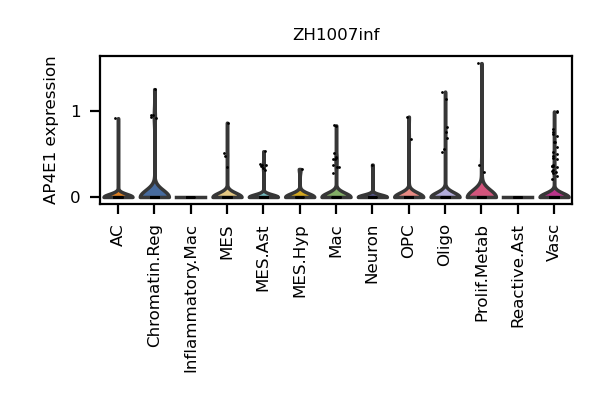 ZH1007inf
AP4E1 expression
1
0
AC
Chromatin.Reg
Inflammatory.Mac
MES
MES.Ast
MES.Hyp
Mac
Neuron
OPC
Oligo
Prolif.Metab
Reactive.Ast
Vasc